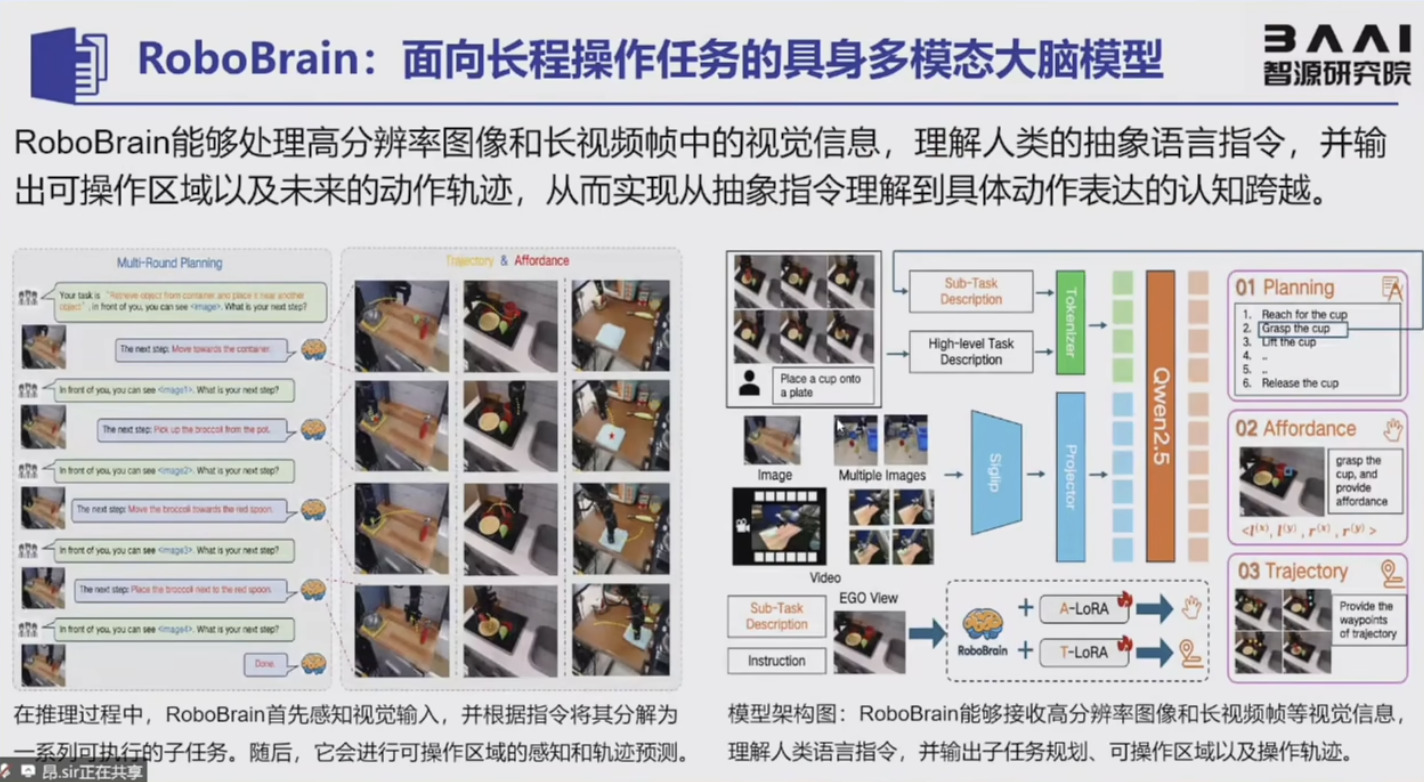 RoboBrain：面向长程操作任务的具身多模态大脑模型
BAAI
智源研究院
RoboBrain能够处理高分辨率图像和长视频帧中的视觉信息，理解人类的抽象语言指令，并输
出可操作区域以及未来的动作轨迹，从而实现从抽象指令理解到具体动作表达的认知跨越。
Multi-Round Planning
Your task is "Retrieve object from container and place it near another
object", in front of you, you can see <image>. What is your next step?
The next step: Move towards the container.
In front of you, you can see <image1>. What is your next step?
The next step: Pick up the broccoli from the pot.
In front of you, you can see <image2>. What is your next step?
The next step: Move the broccoli towards the red spoon.
In front of you, you can see <image3>. What is your next step?
The next step: Place the broccoli next to the red spoon.
In front of you, you can see <image4>. What is your next step?
Done.
Trajectory & Affordance
在推理过程中，RoboBrain首先感知视觉输入，并根据指令将其分解为
一系列可执行的子任务。随后，它会进行可操作区域的感知和轨迹预测。
Place a cup onto
a plate
Sub-Task
Description
High-level Task
Description
Tokenizer
Image
Multiple Images
Video
Siglip
Projector
Qwen2.5
Sub-Task
Description
Instruction
EGO View
RoboBrain
+
A-LoRA
+
T-LoRA
01 Planning
1. Reach for the cup
2. Grasp the cup
3. Lift the cup
4. ..
5. ..
6. Release the cup
02 Affordance
grasp the
cup, and
provide
affordance
<l(x), l(y), r(x), r(y)>
03 Trajectory
Provide the
waypoints
of trajectory
模型架构图：RoboBrain能够接收高分辨率图像和长视频帧等视觉信息，
理解人类语言指令，并输出子任务规划、可操作区域以及操作轨迹。
昂.sir正在共享